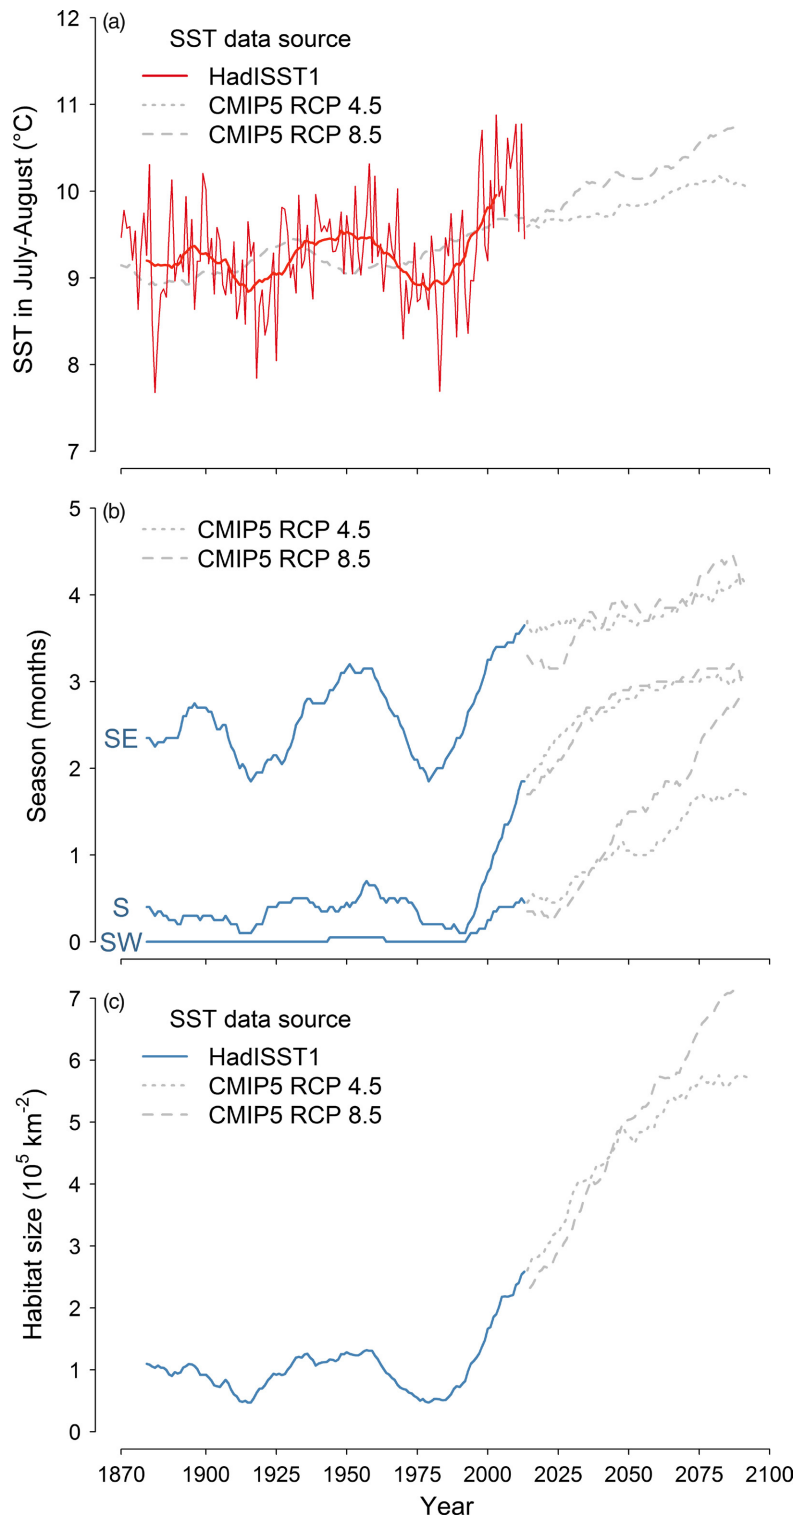 (a)
SST data source
HadISST1
CMIP5 RCP 4.5
CMIP5 RCP 8.5
SST in July-August (°C)
12
11
10
9
8
7
(b)
CMIP5 RCP 4.5
CMIP5 RCP 8.5
Season (months)
5
4
3
2
1
0
SE
S
SW
(c)
SST data source
HadISST1
CMIP5 RCP 4.5
CMIP5 RCP 8.5
Habitat size (10⁵ km⁻²)
7
6
5
4
3
2
1
0
1870 1900 1925 1950 1975 2000 2025 2050 2075 2100
Year